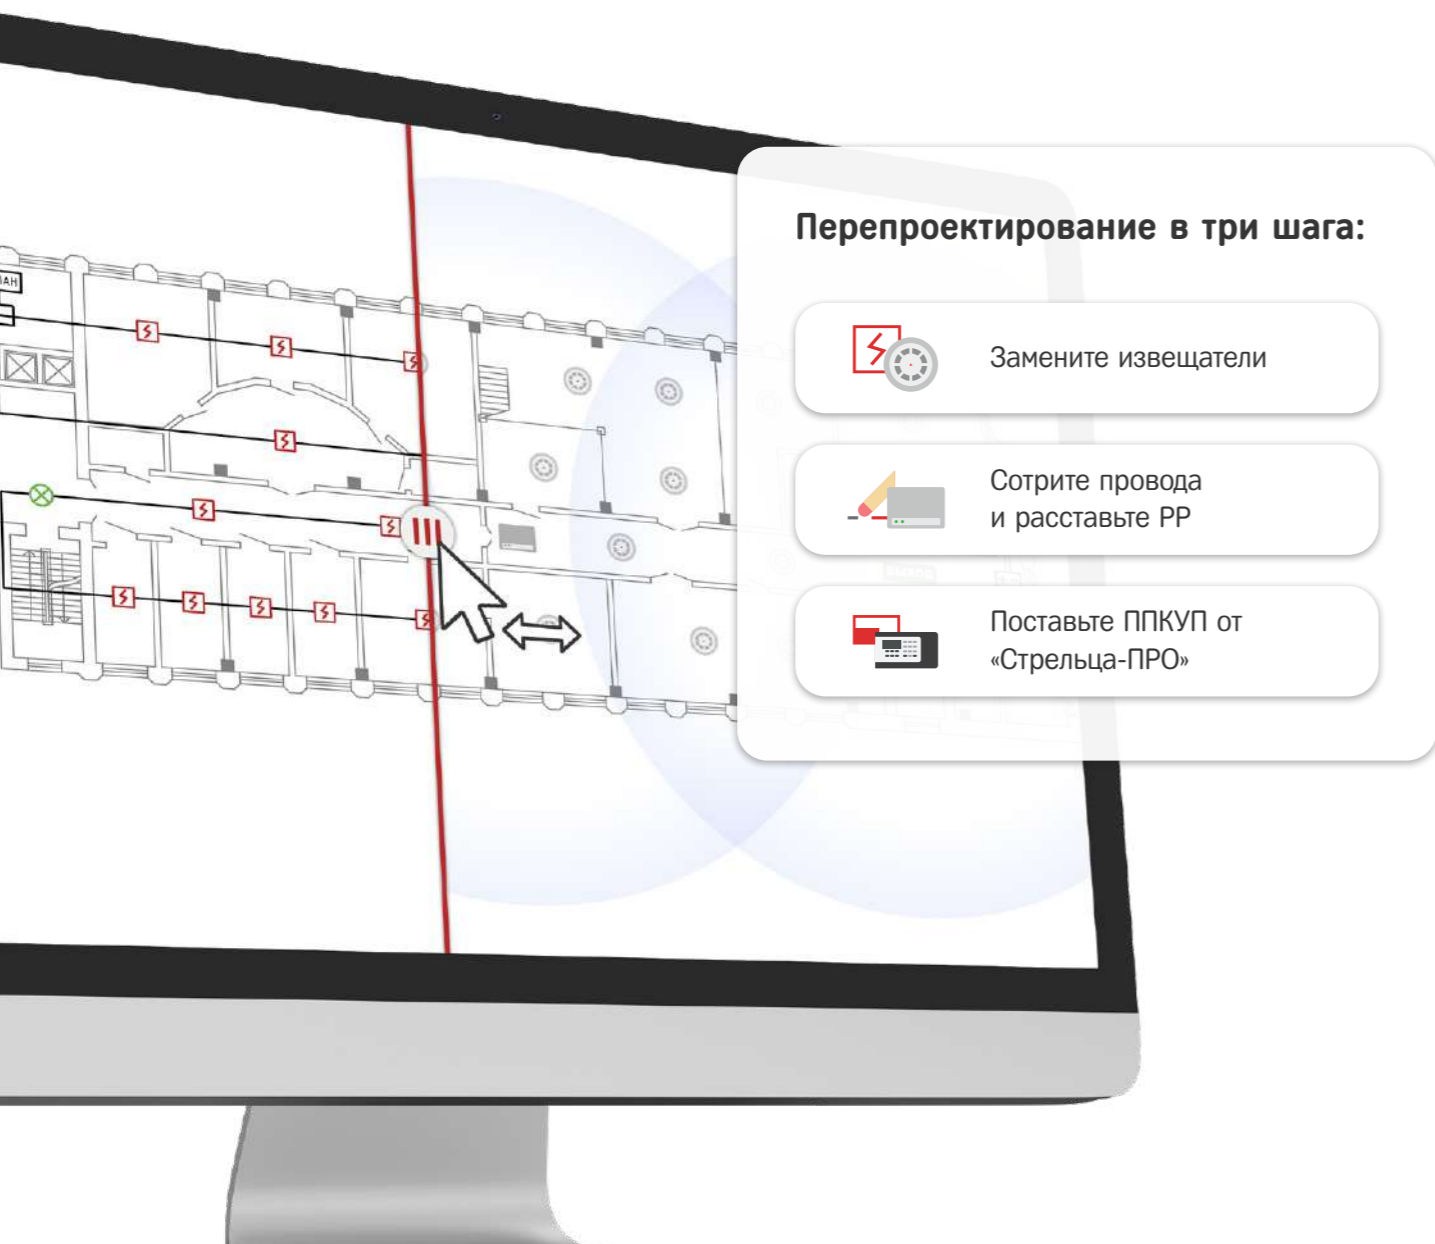 Перепроектирование в три шага:
Замените извещатели
Сотрите провода
и расставьте РР
Поставьте ППКУП от
«Стрельца-ПРО»